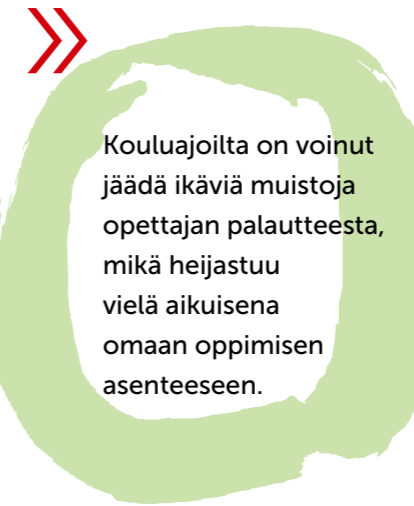 Kouluajoilta on voinut
jäädä ikäviä muistoja
opettajan palautteesta,
mikä heijastuu
vielä aikuisena
omaan oppimisen
asenteeseen.